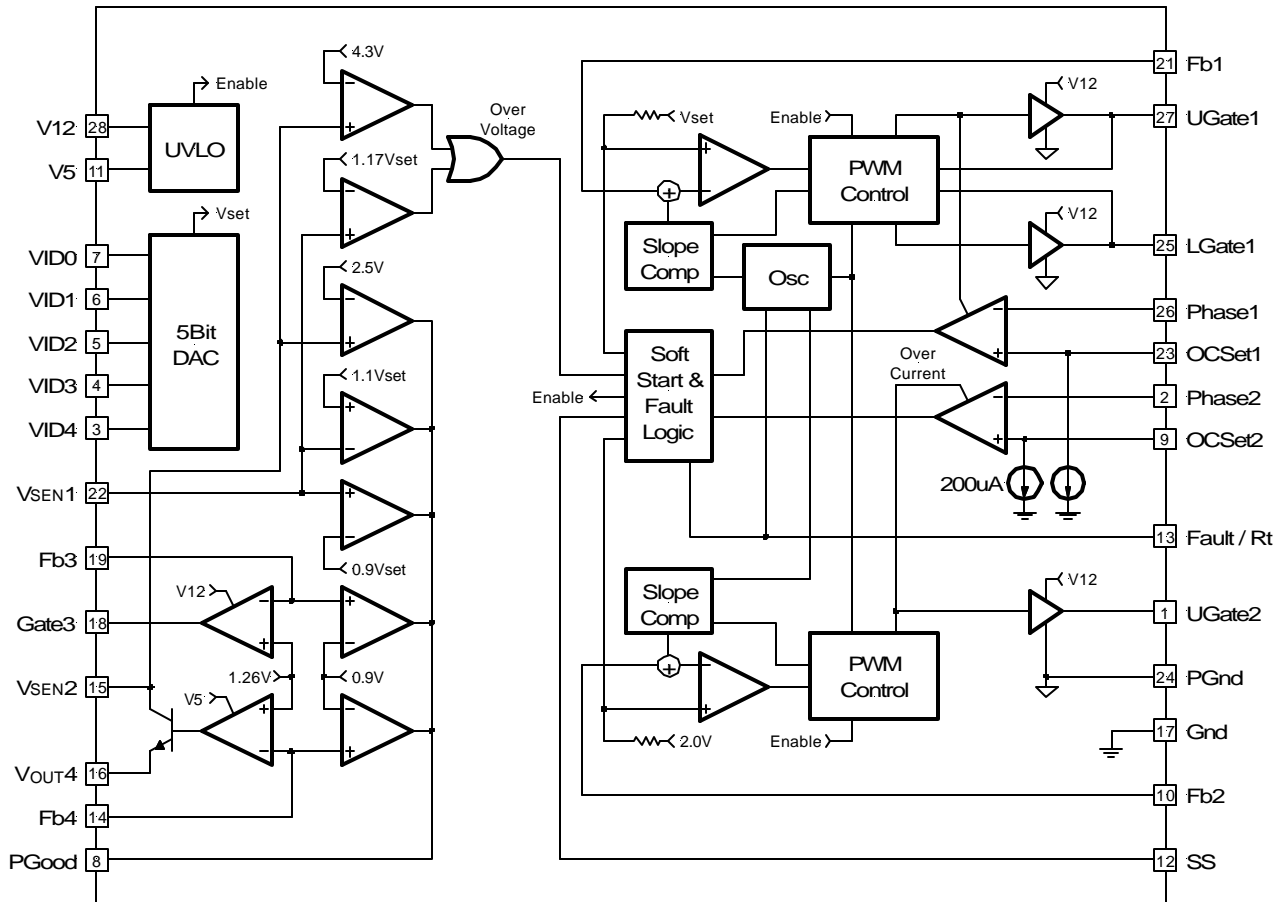 4.3V
Enable
V12 28
UVLO
V5 11
Over
Voltage
1.17Vset
Vset
VID0 7
VID1 6
VID2 5
VID3 4
VID4 3
5Bit
DAC
2.5V
1.1Vset
VSEN1 22
Fb3 19
0.9Vset
V12
Gate3 18
1.26V
0.9V
VSEN2 15
V5
VOUT4 16
Fb4 14
PGood 8
21 Fb1
V12
Vset
Enable
27 UGate1
PWM
Control
V12
Slope
Comp
Osc
25 LGate1
26 Phase1
23 OCSet1
Soft
Start &
Fault
Logic
Over
Current
Enable
2 Phase2
9 OCSet2
200uA
13 Fault / Rt
Slope
Comp
V12
1 UGate2
PWM
Control
24 PGnd
2.0V
Enable
17 Gnd
10 Fb2
12 SS